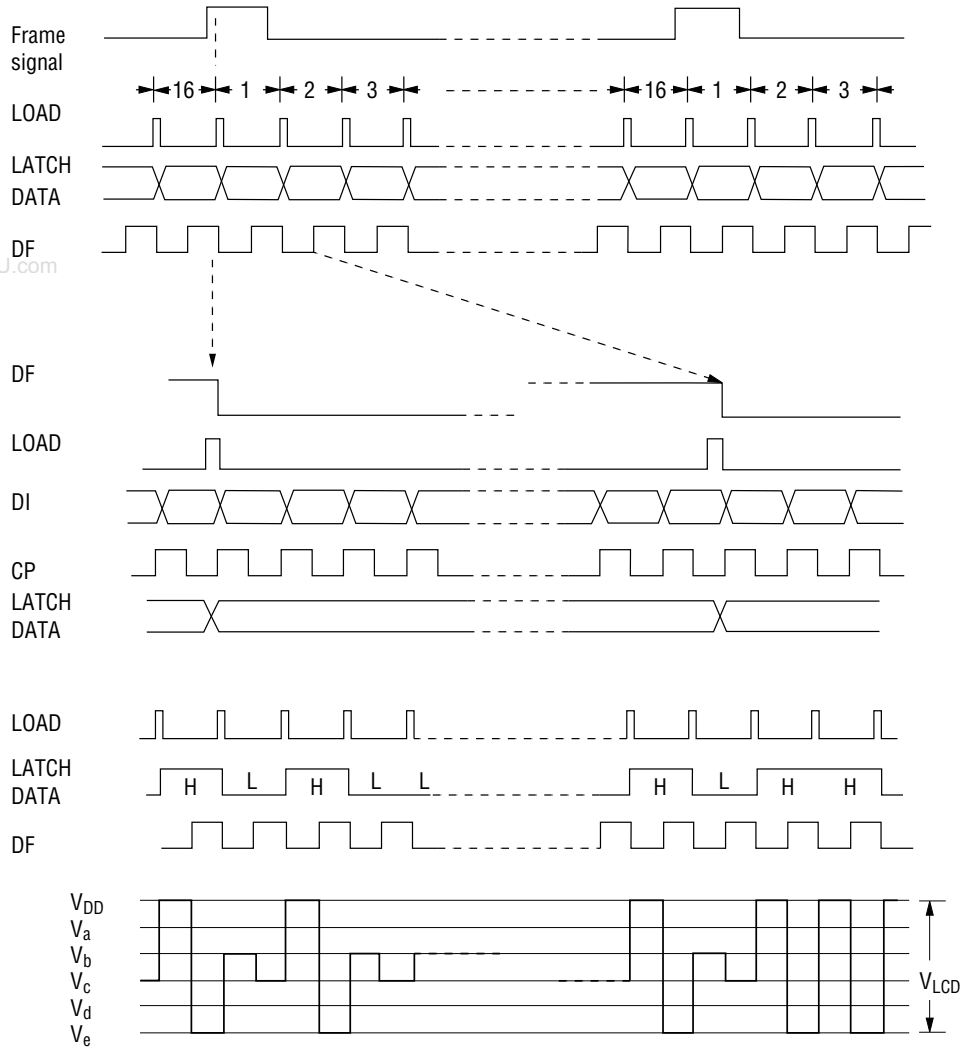 Frame
signal
16 1 2 3 16 1 2 3
LOAD
LATCH
DATA
DF
U.com
DF
LOAD
DI
CP
LATCH
DATA
LOAD
LATCH
DATA
H L H L L H L H H
DF
VDD
Va
Vb
Vc
Vd
Ve
VLCD